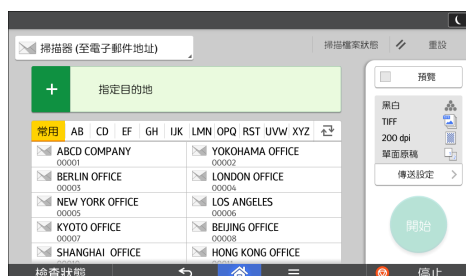 掃描器 (至電子郵件地址)
掃描檔案狀態
重設
+ 指定目的地
預覽
常用 AB CD EF GH IJK LMN OPQ RST UVW XYZ
ABCD COMPANY
00001
YOKOHAMA OFFICE
00002
BERLIN OFFICE
00003
LONDON OFFICE
00004
NEW YORK OFFICE
00005
LOS ANGELES
00006
KYOTO OFFICE
00007
BEIJING OFFICE
00008
SHANGHAI OFFICE
HONG KONG OFFICE
黑白
TIFF
200 dpi
單面原稿
傳送設定
開始
檢查狀態
停止